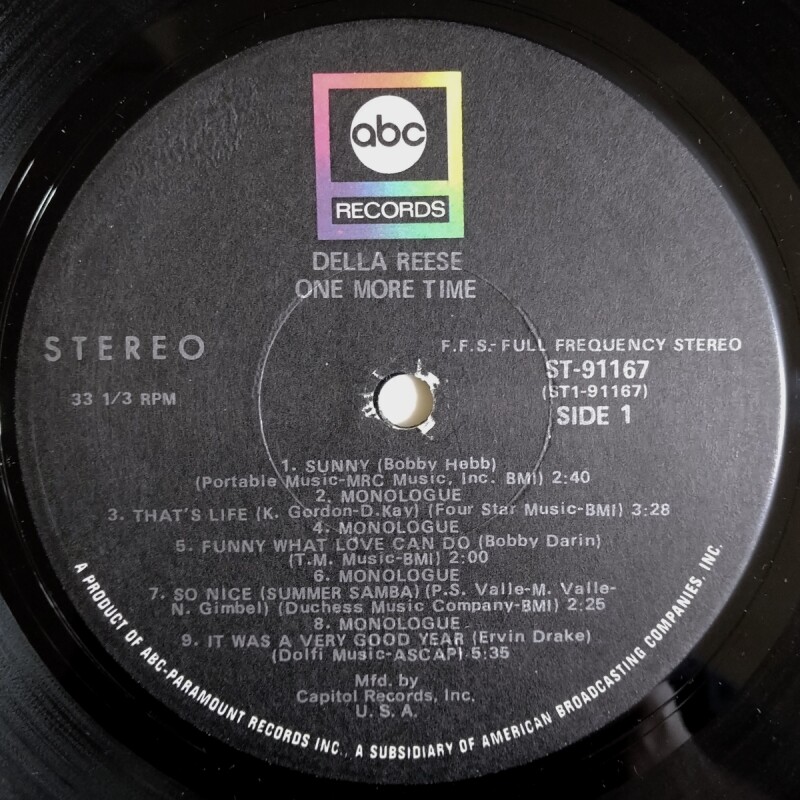 abc
RECORDS
DELLA REESE
ONE MORE TIME
STEREO
33 1/3 RPM
F.F.S.-FULL FREQUENCY STEREO
ST-91167
(ST1-91167)
SIDE 1
1. SUNNY (Bobby Hebb)
(Portable Music-MRC Music, Inc. BMI) 2:40
2. MONOLOGUE
3. THAT'S LIFE (K. Gordon-D.Kay) (Four Star Music-BMI) 3:28
4. MONOLOGUE
5. FUNNY WHAT LOVE CAN DO (Bobby Darin)
(T.M. Music-BMI) 2:00
6. MONOLOGUE
7. SO NICE (SUMMER SAMBA) (P.S. Valle-M. Valle-
N. Gimbel) (Duchess Music Company-BMI) 2:25
8. MONOLOGUE
9. IT WAS A VERY GOOD YEAR (Ervin Drake)
(Dolfi Music-ASCAP) 5:35
Mfd. by
Capitol Records, Inc.
U. S. A.
A PRODUCT OF ABC-PARAMOUNT RECORDS INC., A SUBSIDIARY OF AMERICAN BROADCASTING COMPANIES, INC.